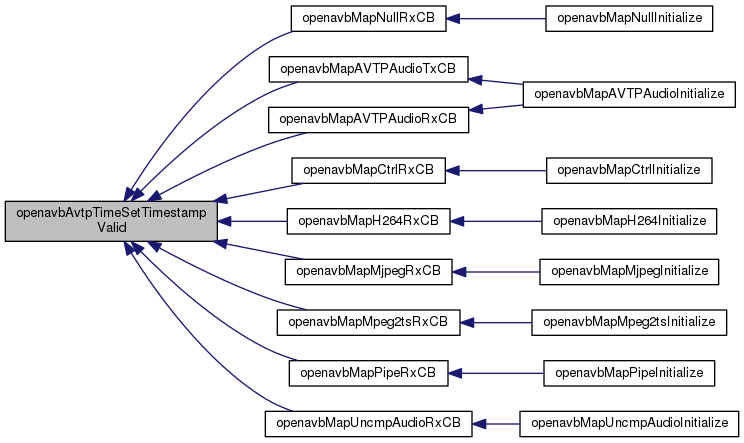 openavbMapNullRxCB
openavbMapNullInitialize
openavbMapAVTPAudioTxCB
openavbMapAVTPAudioInitialize
openavbMapAVTPAudioRxCB
openavbMapCtrlRxCB
openavbMapCtrlInitialize
openavbAvtpTimeSetTimestamp
Valid
openavbMapH264RxCB
openavbMapH264Initialize
openavbMapMjpegRxCB
openavbMapMjpegInitialize
openavbMapMpeg2tsRxCB
openavbMapMpeg2tsInitialize
openavbMapPipeRxCB
openavbMapPipeInitialize
openavbMapUncmpAudioRxCB
openavbMapUncmpAudioInitialize